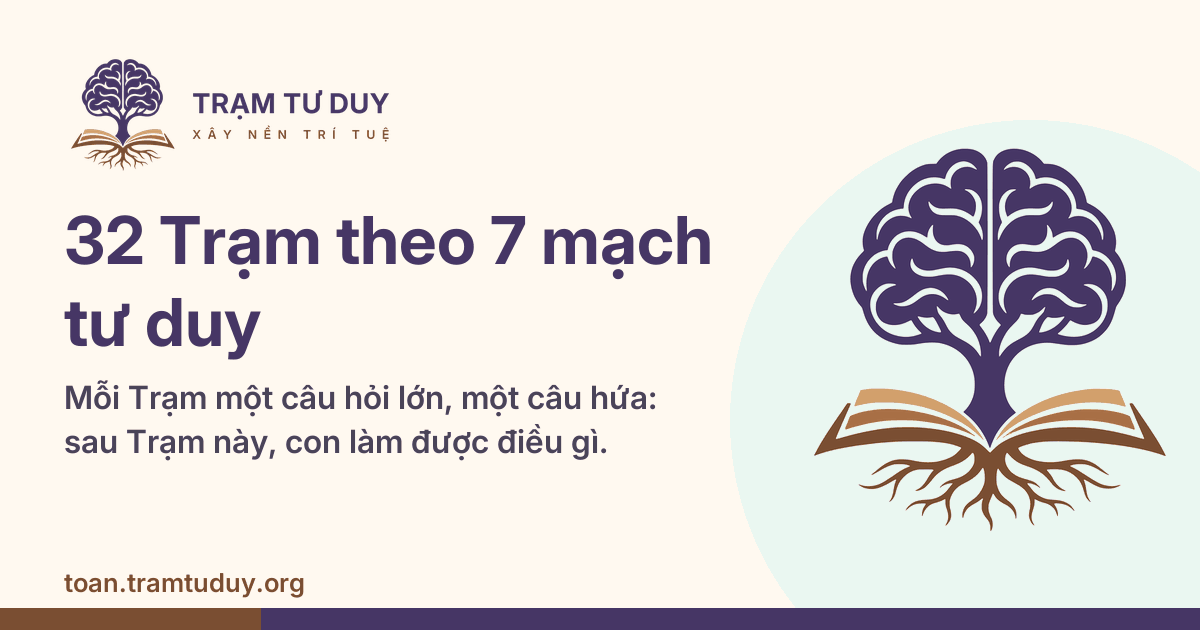 TRẠM TƯ DUY
XÂY NỀN TRÍ TUỆ
32 Trạm theo 7 mạch
tư duy
Mỗi Trạm một câu hỏi lớn, một câu hứa:
sau Trạm này, con làm được điều gì.
toan.tramtuduy.org